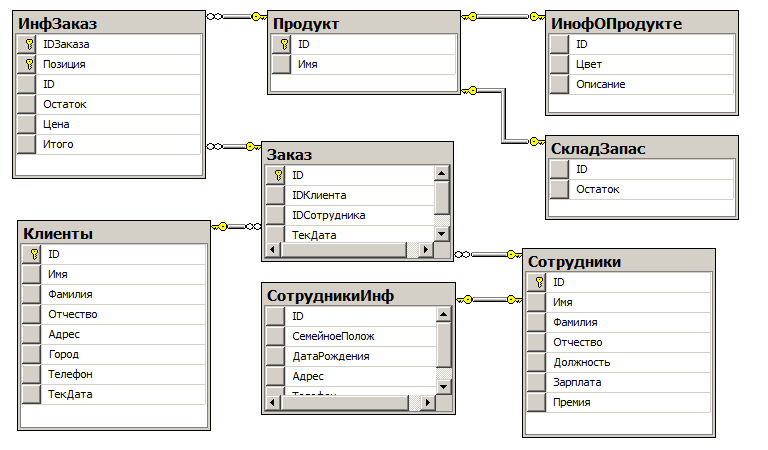 ИнфЗаказ
IDЗаказа
Позиция
ID
Остаток
Цена
Итого
Продукт
ID
Имя
ИнофОПродукте
ID
Цвет
Описание
СкладЗапас
ID
Остаток
Заказ
ID
IDКлиента
IDСотрудника
ТекДата
Клиенты
ID
Имя
Фамилия
Отчество
Адрес
Город
Телефон
ТекДата
СотрудникиИнф
ID
СемейноеПолож
ДатаРождения
Адрес
Телефон
Сотрудники
ID
Имя
Фамилия
Отчество
Должность
Зарплата
Премия